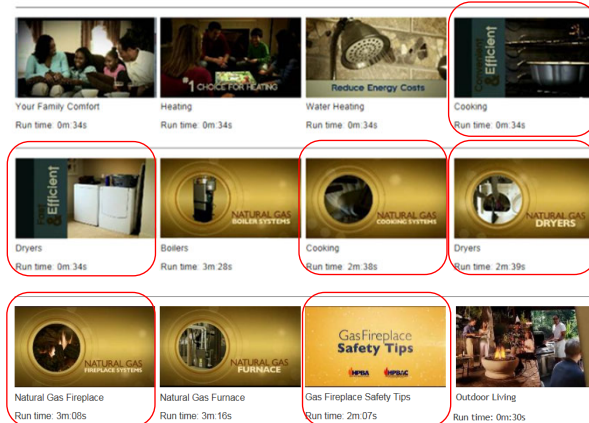 #1 CHOICE FOR HEATING
Reduce Energy Costs
&Efficient
Your Family Comfort
Heating
Water Heating
Cooking
Run time: 0m:34s
Run time: 0m:34s
Run time: 0m:34s
Run time: 0m:34s
&Efficient
NATURAL GAS
BOILER SYSTEMS
NATURAL GAS
COOKING SYSTEMS
NATURAL GAS
DRYERS
Dryers
Boilers
Cooking
Dryers
Run time: 0m:34s
Run time: 3m:28s
Run time: 2m:38s
Run time: 2m:39s
NATURAL GAS
FIREPLACE SYSTEMS
NATURAL GAS
FURNACE
Gas Fireplace
Safety Tips
HPBA
HPBAC
Natural Gas Fireplace
Natural Gas Furnace
Gas Fireplace Safety Tips
Outdoor Living
Run time: 3m:08s
Run time: 3m:16s
Run time: 2m:07s
Run time: 0m:30s